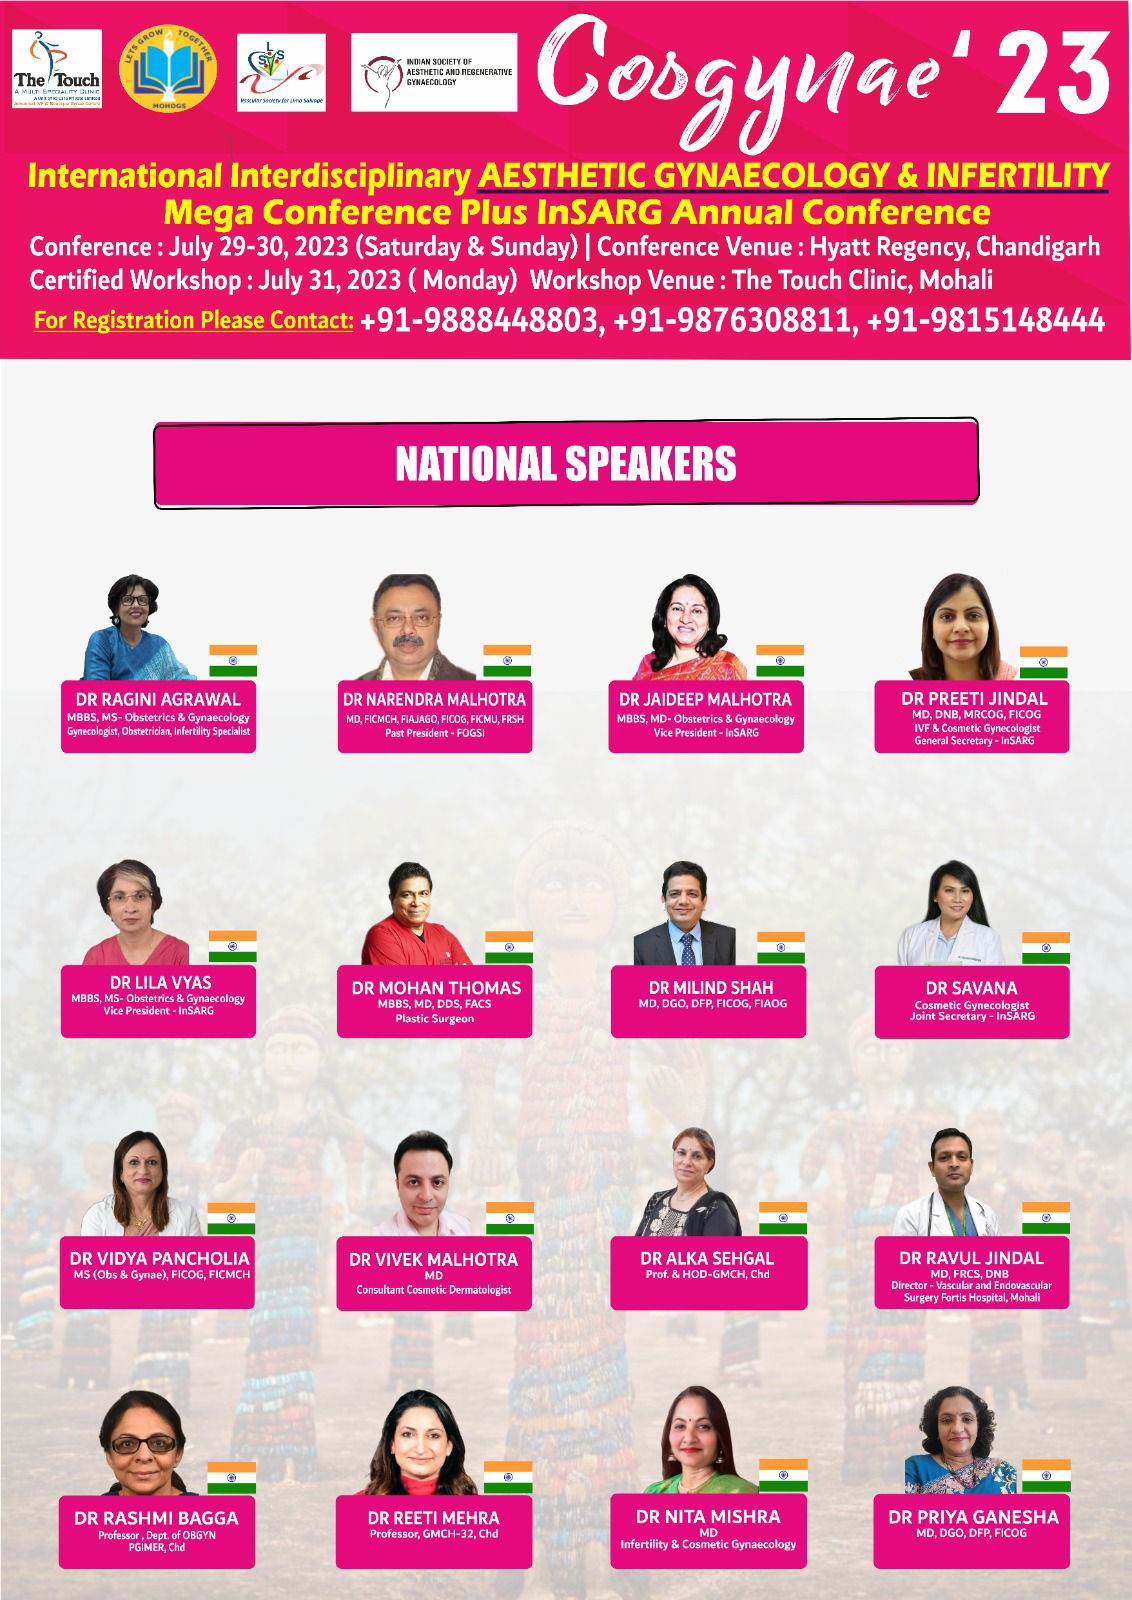 The Touch
A MULTI SPECIALITY CLINIC
LETS GROW TOGETHER
MOHOGS
L
S S
Vascular Society for Limb Salvage
INDIAN SOCIETY OF
AESTHETIC AND REGENERATIVE
GYNAECOLOGY
Cosgynae '23
International Interdisciplinary AESTHETIC GYNAECOLOGY & INFERTILITY
Mega Conference Plus InSARG Annual Conference
Conference : July 29-30, 2023 (Saturday & Sunday) | Conference Venue : Hyatt Regency, Chandigarh
Certified Workshop : July 31, 2023 ( Monday) Workshop Venue : The Touch Clinic, Mohali
For Registration Please Contact: +91-9888448803, +91-9876308811, +91-9815148444
NATIONAL SPEAKERS
DR RAGINI AGRAWAL
MBBS, MS- Obstetrics & Gynaecology
Gynecologist, Obstetrician, Infertility Specialist
DR NARENDRA MALHOTRA
MD, FICMCH, FIAJAGO, FICOG, FICMU, FRSH
Past President - FOGSI
DR JAIDEEP MALHOTRA
MBBS, MD- Obstetrics & Gynaecology
Vice President - InSARG
DR PREETI JINDAL
MD, DNB, MRCOG, FICOG
IVF & Cosmetic Gynecologist
General Secretary - InSARG
DR LILA VYAS
MBBS, MS- Obstetrics & Gynaecology
Vice President - InSARG
DR MOHAN THOMAS
MBBS, MD, DDS, FACS
Plastic Surgeon
DR MILIND SHAH
MD, DGO, DFP, FICOG, FIAOG
DR SAVANA
Cosmetic Gynecologist
Joint Secretary - InSARG
DR VIDYA PANCHOLIA
MS (Obs & Gynae), FICOG, FICMCH
DR VIVEK MALHOTRA
MD
Consultant Cosmetic Dermatologist
DR ALKA SEHGAL
Prof. & HOD-GMCH, Chd
DR RAVUL JINDAL
MD, FRCS, DNB
Director - Vascular and Endovascular
Surgery Fortis Hospital, Mohali
DR RASHMI BAGGA
Professor , Dept. of OBGYN
PGIMER, Chd
DR REETI MEHRA
Professor, GMCH-32, Chd
DR NITA MISHRA
MD
Infertility & Cosmetic Gynaecology
DR PRIYA GANESHA
MD, DGO, DFP, FICOG